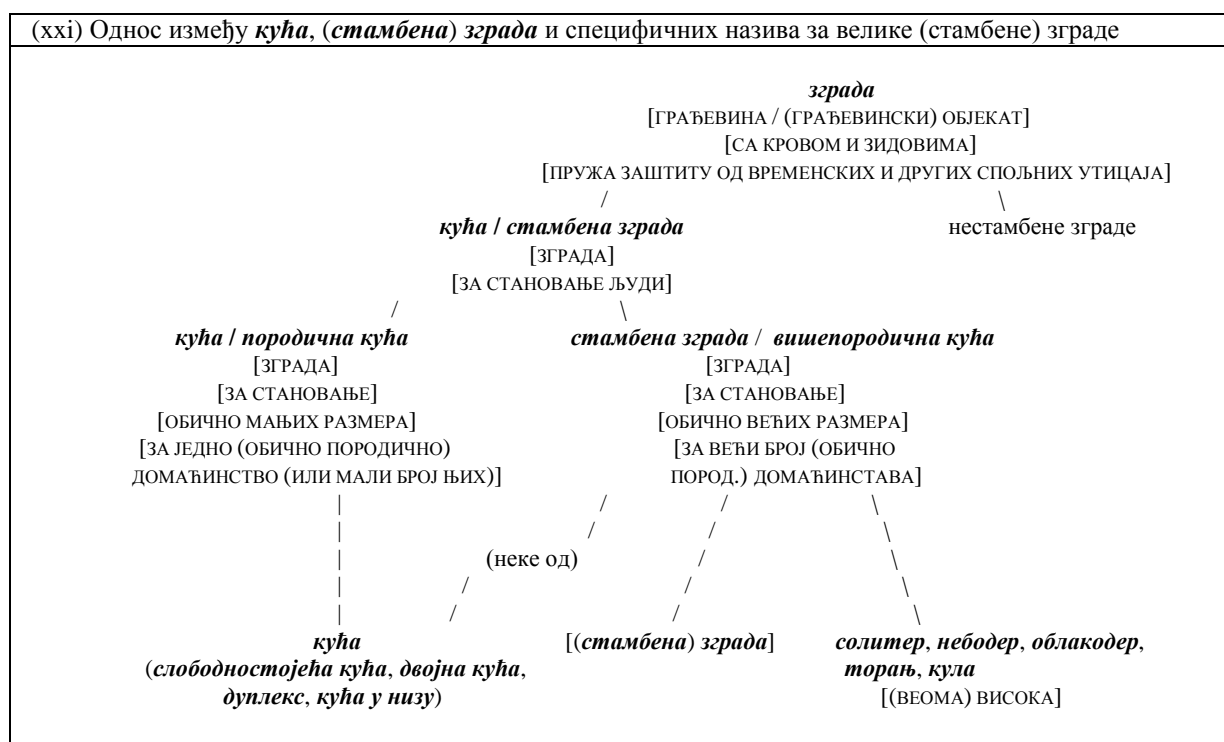 (xxi) Однос између кућа, (стамбена) зграда и специфичних назива за велике (стамбене) зграде
зграда
[ГРАЂЕВИНА / (ГРАЂЕВИНСКИ) ОБЈЕКАТ]
[СА КРОВОМ И ЗИДОВИМА]
[ПРУЖА ЗАШТИТУ ОД ВРЕМЕНСКИХ И ДРУГИХ СПОЉНИХ УТИЦАЈА]
кућа / стамбена зграда
нестамбене зграде
[ЗГРАДА]
[ЗА СТАНОВАЊЕ ЉУДИ]
кућа / породична кућа
[ЗГРАДА]
[ЗА СТАНОВАЊЕ]
[ОБИЧНО МАЊИХ РАЗМЕРА]
[ЗА ЈЕДНО (ОБИЧНО ПОРОДИЧНО)
ДОМАЋИНСТВО (ИЛИ МАЛИ БРОЈ ЊИХ)]
стамбена зграда / вишепородична кућа
[ЗГРАДА]
[ЗА СТАНОВАЊЕ]
[ОБИЧНО ВЕЋИХ РАЗМЕРА]
[ЗА ВЕЋИ БРОЈ (ОБИЧНО
ПОРОД.) ДОМАЋИНСТАВА]
(неке од)
кућа
(слободностојећа кућа, двојна кућа,
дуплекс, кућа у низу)
[(стамбена) зграда]
солитер, небодер, облакодер,
торањ, кула
[(ВЕОМА) ВИСОКА]